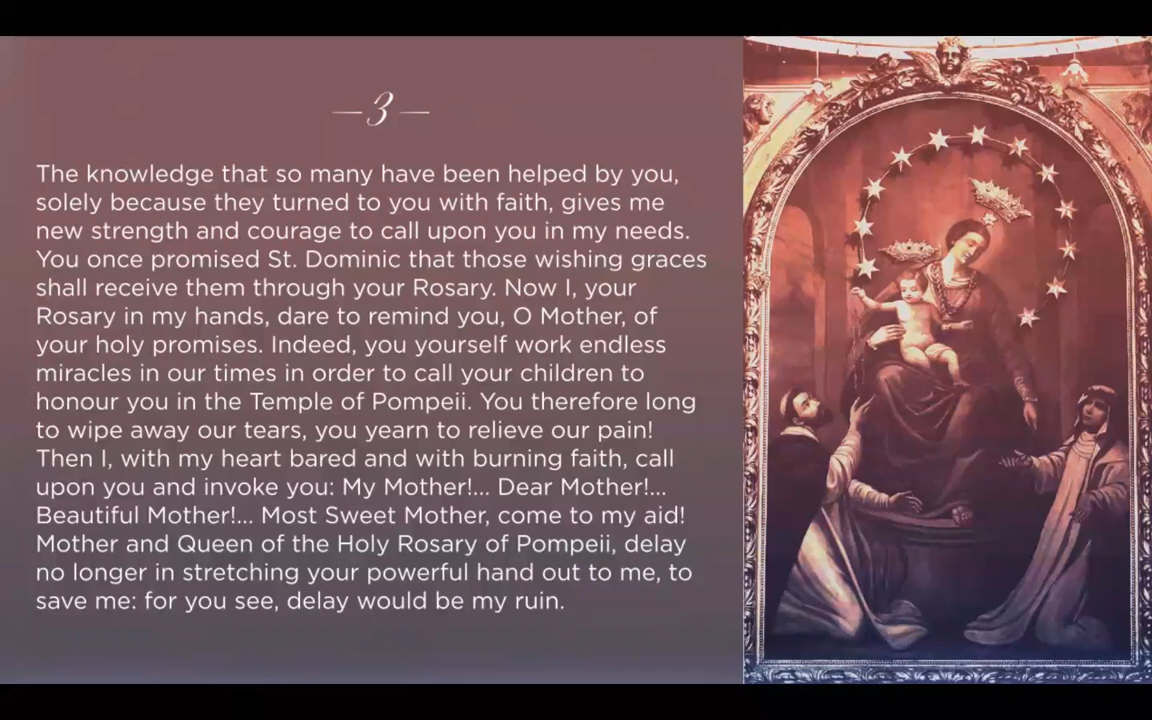 —3—
The knowledge that so many have been helped by you,
solely because they turned to you with faith, gives me
new strength and courage to call upon you in my needs.
You once promised St. Dominic that those wishing graces
shall receive them through your Rosary. Now I, your
Rosary in my hands, dare to remind you, O Mother, of
your holy promises. Indeed, you yourself work endless
miracles in our times in order to call your children to
honour you in the Temple of Pompeii. You therefore long
to wipe away our tears, you yearn to relieve our pain!
Then I, with my heart bared and with burning faith, call
upon you and invoke you: My Mother!... Dear Mother!...
Beautiful Mother!... Most Sweet Mother, come to my aid!
Mother and Queen of the Holy Rosary of Pompeii, delay
no longer in stretching your powerful hand out to me, to
save me: for you see, delay would be my ruin.